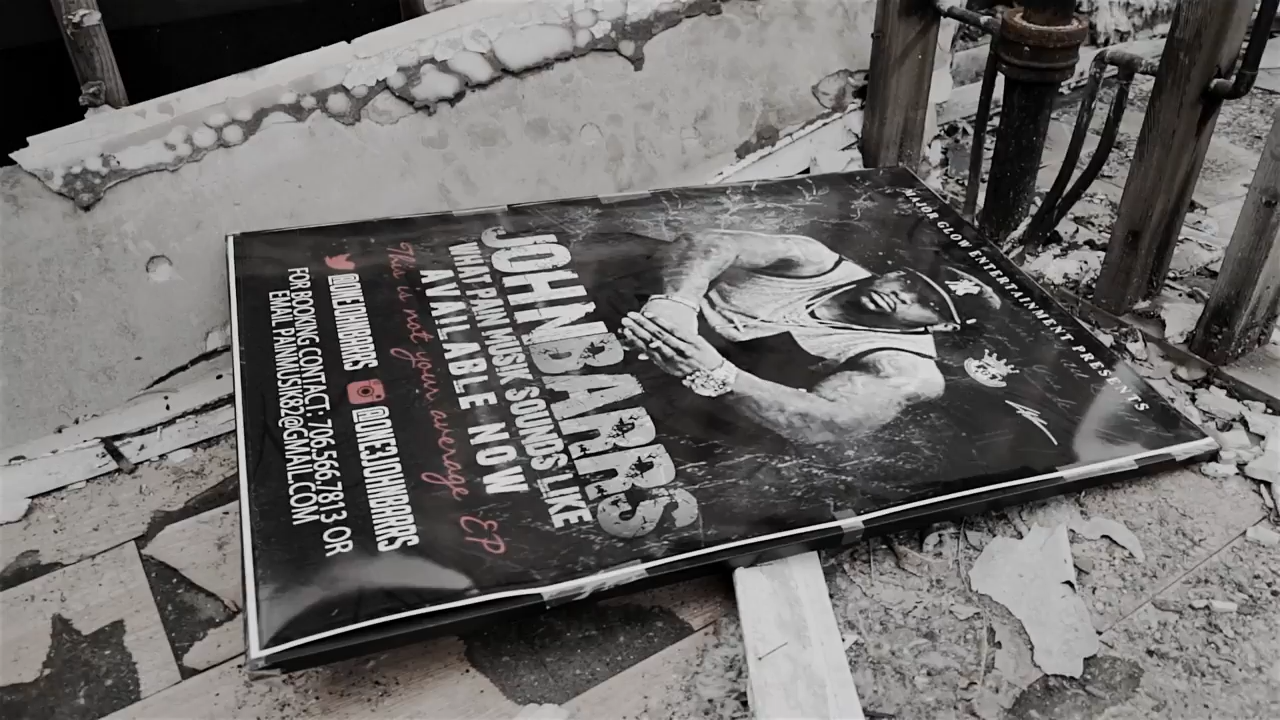 MAJOR GLOW ENTERTAINMENT PRESENTS
JOHNBARRS
WHAT PAIN MUSIK SOUNDS LIKE
AVAILABLE NOW
This is not your average EP
@ONE3JOHNBARRS @ONE3JOHNBARRS
FOR BOOKING CONTACT: 706.566.7813 OR
EMAIL PAINMUSIK82@GMAIL.COM